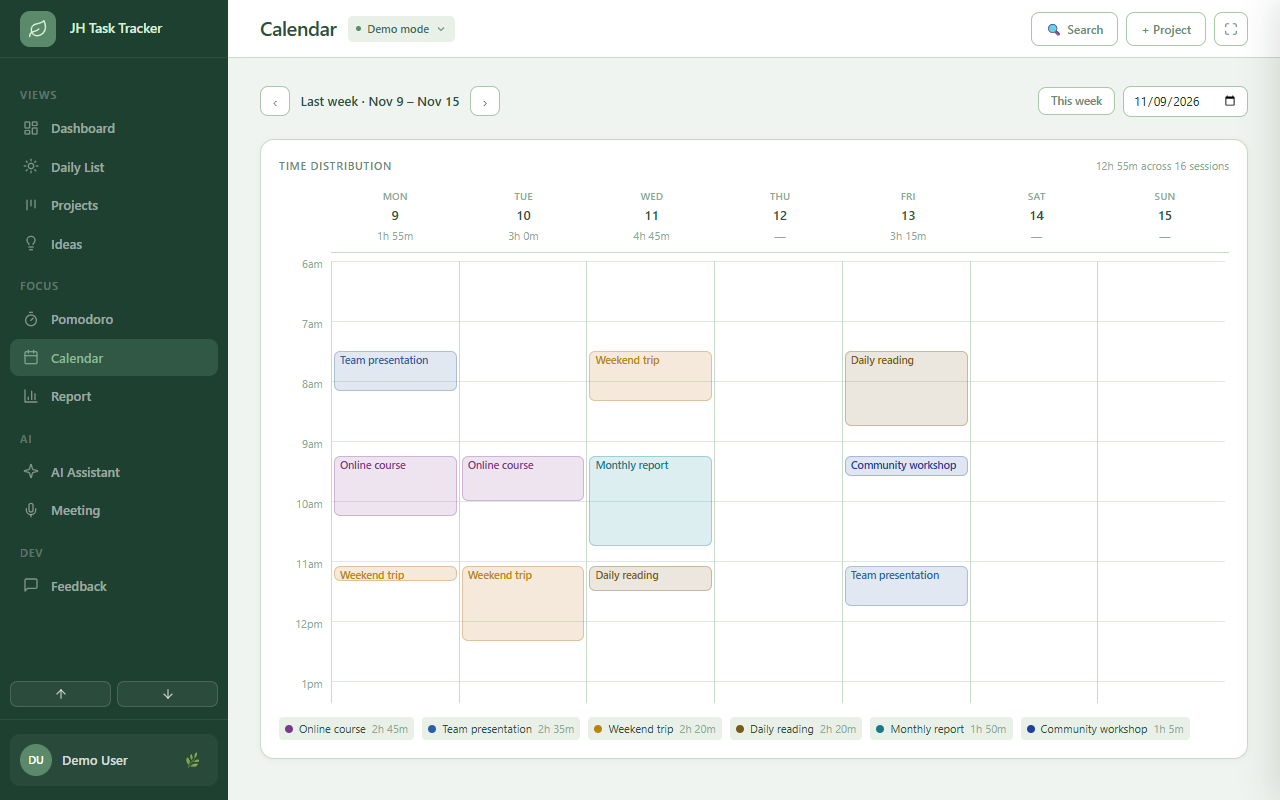 JH Task Tracker
VIEWS
Dashboard
Daily List
Projects
Ideas
FOCUS
Pomodoro
Calendar
Report
AI
AI Assistant
Meeting
DEV
Feedback
↑ ↓
DU Demo User
Calendar Demo mode
Search + Project
‹ Last week · Nov 9 – Nov 15 ›
This week 11/09/2026
TIME DISTRIBUTION 12h 55m across 16 sessions
MON TUE WED THU FRI SAT SUN
9 10 11 12 13 14 15
1h 55m 3h 0m 4h 45m — 3h 15m — —
6am
7am
Team presentation Weekend trip Daily reading
8am
9am
Online course Online course Monthly report Community workshop
10am
11am
Weekend trip Weekend trip Daily reading Team presentation
12pm
1pm
Online course 2h 45m Team presentation 2h 35m Weekend trip 2h 20m Daily reading 2h 20m Monthly report 1h 50m Community workshop 1h 5m